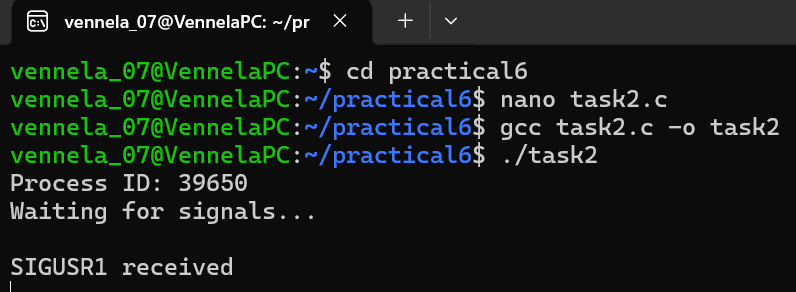 vennela_07@VennelaPC: ~/pr
vennela_07@VennelaPC:~$ cd practical6
vennela_07@VennelaPC:~/practical6$ nano task2.c
vennela_07@VennelaPC:~/practical6$ gcc task2.c -o task2
vennela_07@VennelaPC:~/practical6$ ./task2
Process ID: 39650
Waiting for signals...
SIGUSR1 received